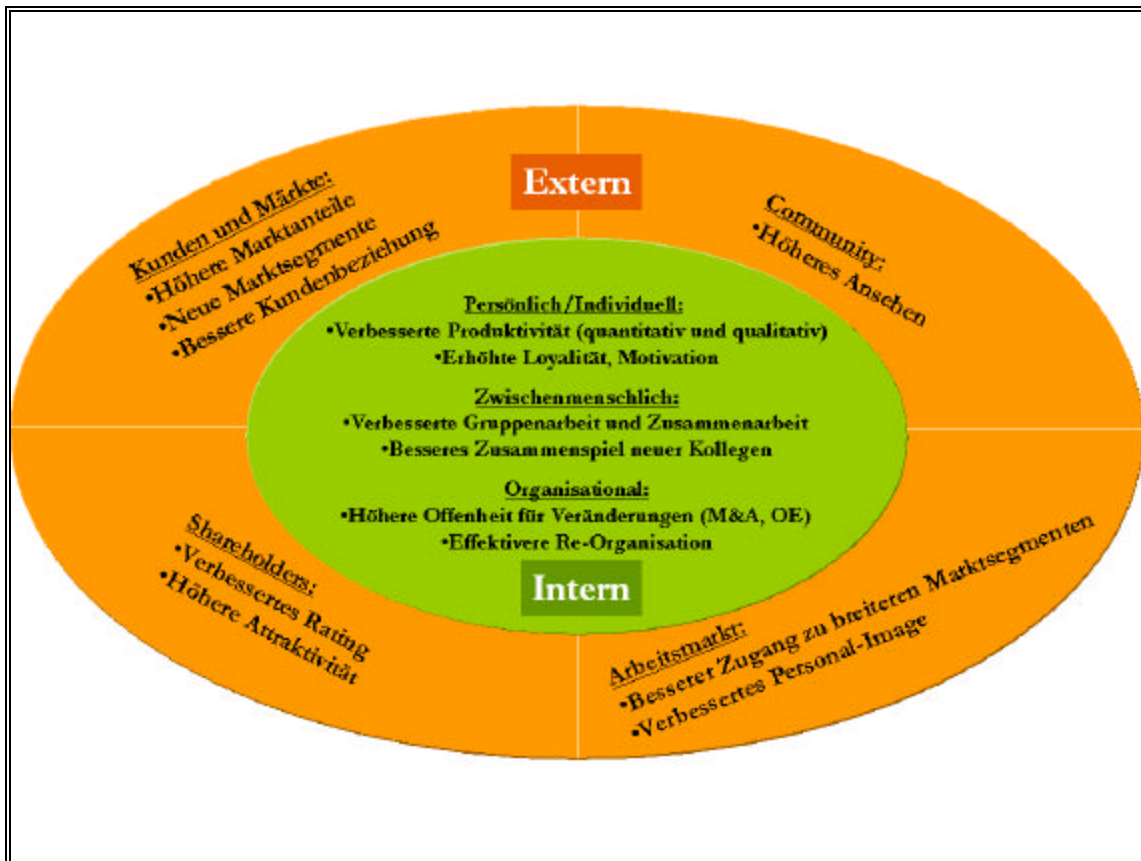 Extern
Kunden und Märkte:
•Höhere Marktanteile
•Neue Marktsegmente
•Bessere Kundenbeziehung
Community:
•Höheres Ansehen
Persönlich/Individuell:
•Verbesserte Produktivität (quantitativ und qualitativ)
•Erhöhte Loyalität, Motivation
Zwischenmenschlich:
•Verbesserte Gruppenarbeit und Zusammenarbeit
•Besseres Zusammenspiel neuer Kollegen
Organisational:
•Höhere Offenheit für Veränderungen (M&A, OE)
•Effektivere Re-Organisation
Intern
Shareholders:
•Verbessertes Rating
•Höhere Attraktivität
Arbeitsmarkt:
•Besserer Zugang zu breiteren Marktsegmenten
•Verbessertes Personal-Image